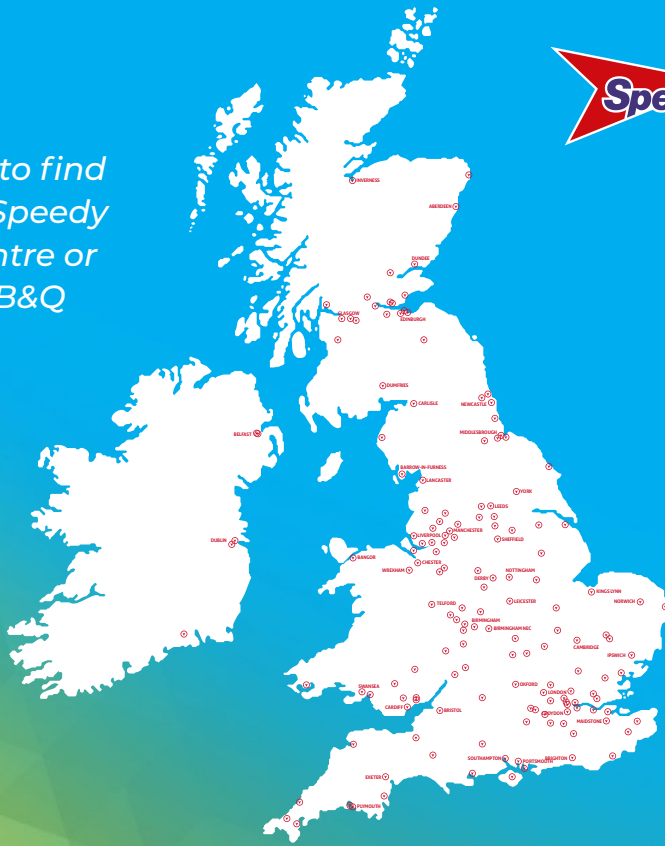 to find
Speedy
ntre or
B&Q
Spe
INVERNESS
ABERDEEN
DUNDEE
GLASGOW
EDINBURGH
DUMFRIES
CARLISLE
NEWCASTLE
BELFAST
MIDDLESBROUGH
BARROW-IN-FURNESS
LANCASTER
YORK
LEEDS
DUBLIN
LIVERPOOL
MANCHESTER
SHEFFIELD
BANGOR
CHESTER
WREXHAM
DERBY
NOTTINGHAM
KINGSLYNN
TELFORD
LEICESTER
NORWICH
BIRMINGHAM
BIRMINGHAM NEC
CAMBRIDGE
IPSWICH
SWANSEA
OXFORD
LONDON
CARDIFF
BRISTOL
CROYDON
MAIDSTONE
SOUTHAMPTON
PORTSMOUTH
BRIGHTON
EXETER
PLYMOUTH